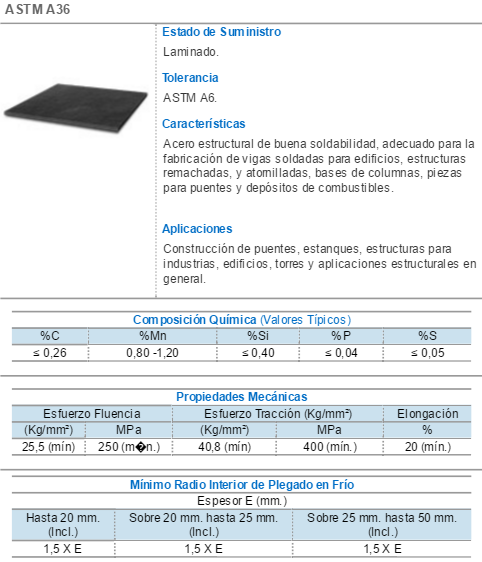 ASTM A36
Estado de Suministro
Laminado.
Tolerancia
ASTM A6.
Características
Acero estructural de buena soldabilidad, adecuado para la
fabricación de vigas soldadas para edificios, estructuras
remachadas, y atornilladas, bases de columnas, piezas
para puentes y depósitos de combustibles.
Aplicaciones
Construcción de puentes, estanques, estructuras para
industrias, edificios, torres y aplicaciones estructurales en
general.
Composición Química (Valores Típicos)
%C %Mn %Si %P %S
≤ 0,26 0,80 -1,20 ≤ 0,40 ≤ 0,04 ≤ 0,05
Propiedades Mecánicas
Esfuerzo Fluencia Esfuerzo Tracción (Kg/mm²) Elongación
(Kg/mm²) MPa (Kg/mm²) MPa %
25,5 (mín) 250 (m�n.) 40,8 (mín) 400 (mín.) 20 (mín.)
Mínimo Radio Interior de Plegado en Frío
Espesor E (mm.)
Hasta 20 mm. Sobre 20 mm. hasta 25 mm. Sobre 25 mm. hasta 50 mm.
(Incl.) (Incl.) (Incl.)
1,5 X E 1,5 X E 1,5 X E